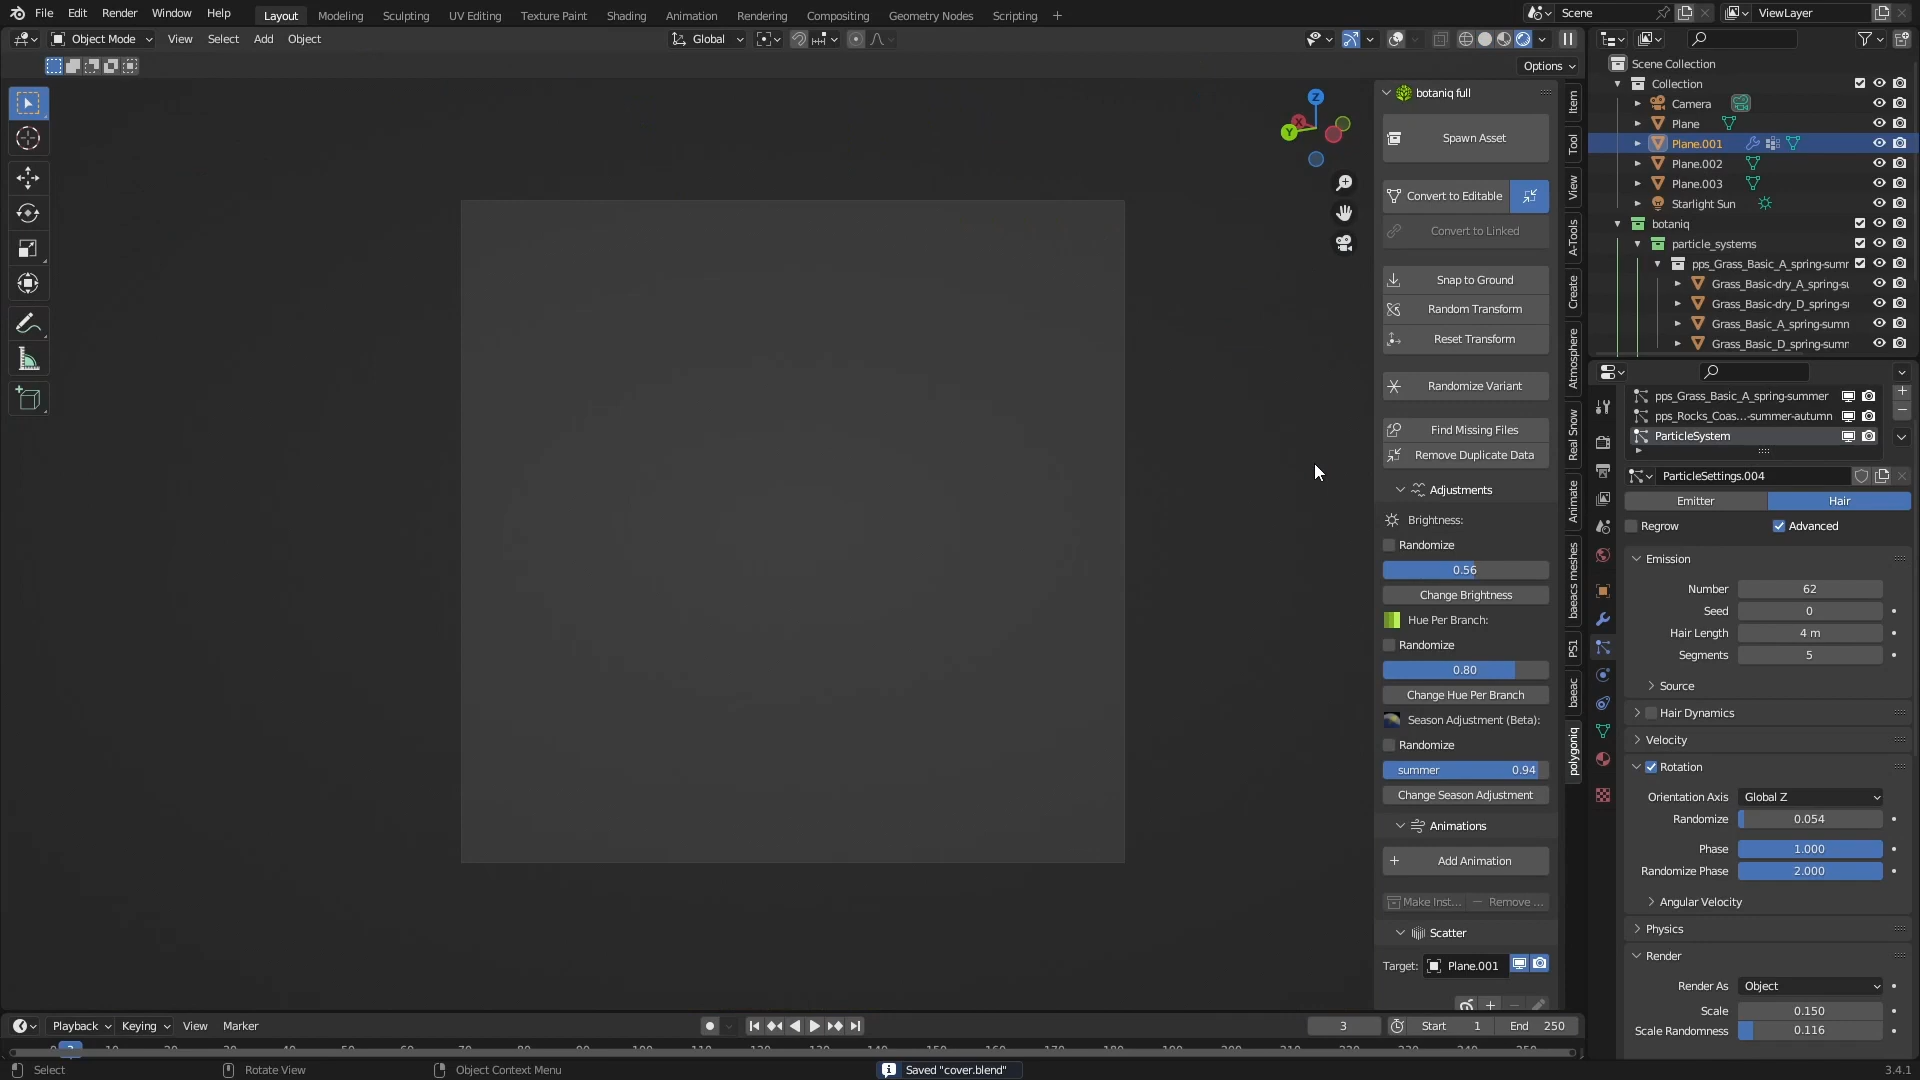 File Edit Render Window Help Layout Modeling Sculpting UV Editing Texture Paint Shading Animation Rendering Compositing Geometry Nodes Scripting + Scene ViewLayer
Object Mode View Select Add Object Global
Options
botaniq full
Spawn Asset
Convert to Editable
Convert to Linked
Snap to Ground
Random Transform
Reset Transform
Randomize Variant
Find Missing Files
Remove Duplicate Data
Adjustments
Brightness:
Randomize
0.56
Change Brightness
Hue Per Branch:
Randomize
0.80
Change Hue Per Branch
Season Adjustment (Beta):
Randomize
summer 0.94
Change Season Adjustment
Animations
Add Animation
Make Inst... Remove ...
Scatter
Target: Plane.001
Item
Tool
View
A-Tools
Create
Atmosphere
Real Snow
Animate
baeacs meshes
PS1
baeac
polygoniq
Z
Y
X
Scene Collection
Collection
Camera
Plane
Plane.001
Plane.002
Plane.003
Starlight Sun
botaniq
particle_systems
pps_Grass_Basic_A_spring-sumr
Grass_Basic-dry_A_spring-su
Grass_Basic-dry_D_spring-su
Grass_Basic_A_spring-sumn
Grass_Basic_D_spring-sumn
pps_Grass_Basic_A_spring-summer
pps_Rocks_Coas...-summer-autumn
ParticleSystem
ParticleSettings.004
Emitter Hair
Regrow Advanced
Emission
Number 62
Seed 0
Hair Length 4 m
Segments 5
Source
Hair Dynamics
Velocity
Rotation
Orientation Axis Global Z
Randomize 0.054
Phase 1.000
Randomize Phase 2.000
Angular Velocity
Physics
Render
Render As Object
Scale 0.150
Scale Randomness 0.116
Playback Keying View Marker 3 Start 1 End 250
Select Rotate View Object Context Menu Saved "cover.blend" 3.4.1